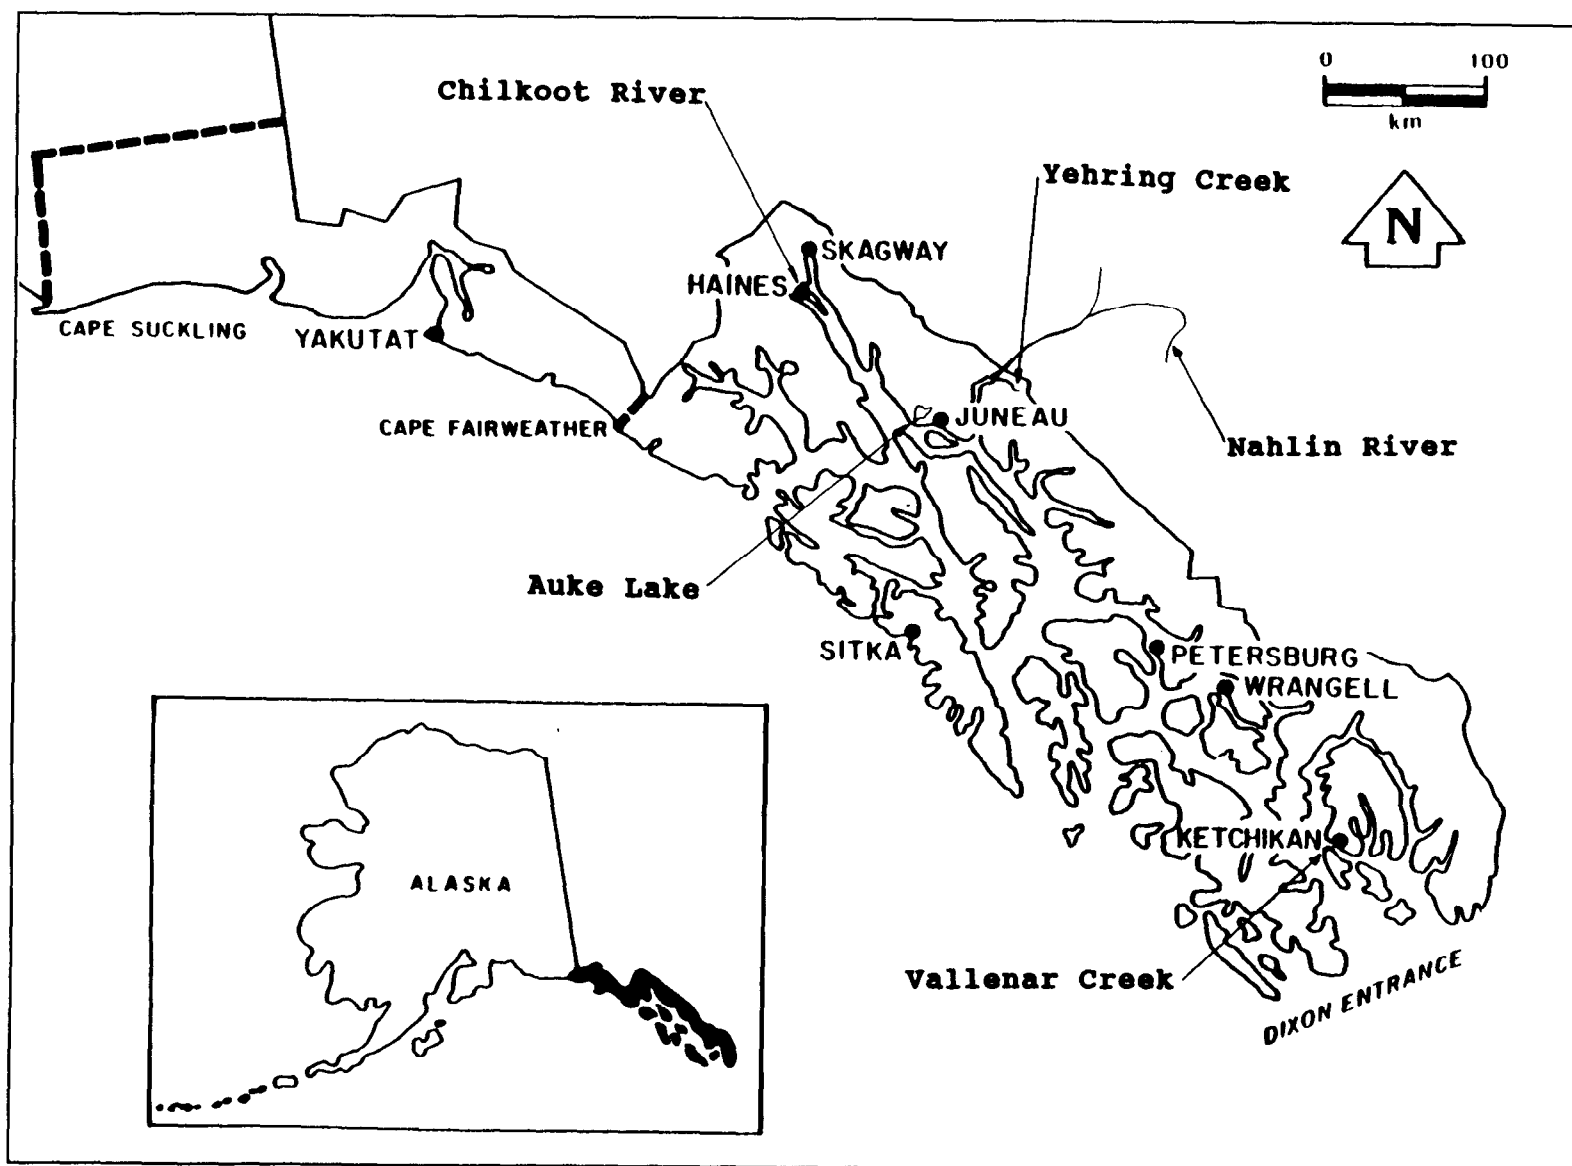 0 100
km
Chilkoot River
Yehring Creek
N
SKAGWAY
HAINES
CAPE SUCKLING
YAKUTAT
JUNEAU
CAPE FAIRWEATHER
Nahlin River
Auke Lake
SITKA
PETERSBURG
WRANGELL
KETCHIKAN
ALASKA
Vallenar Creek
DIXON ENTRANCE